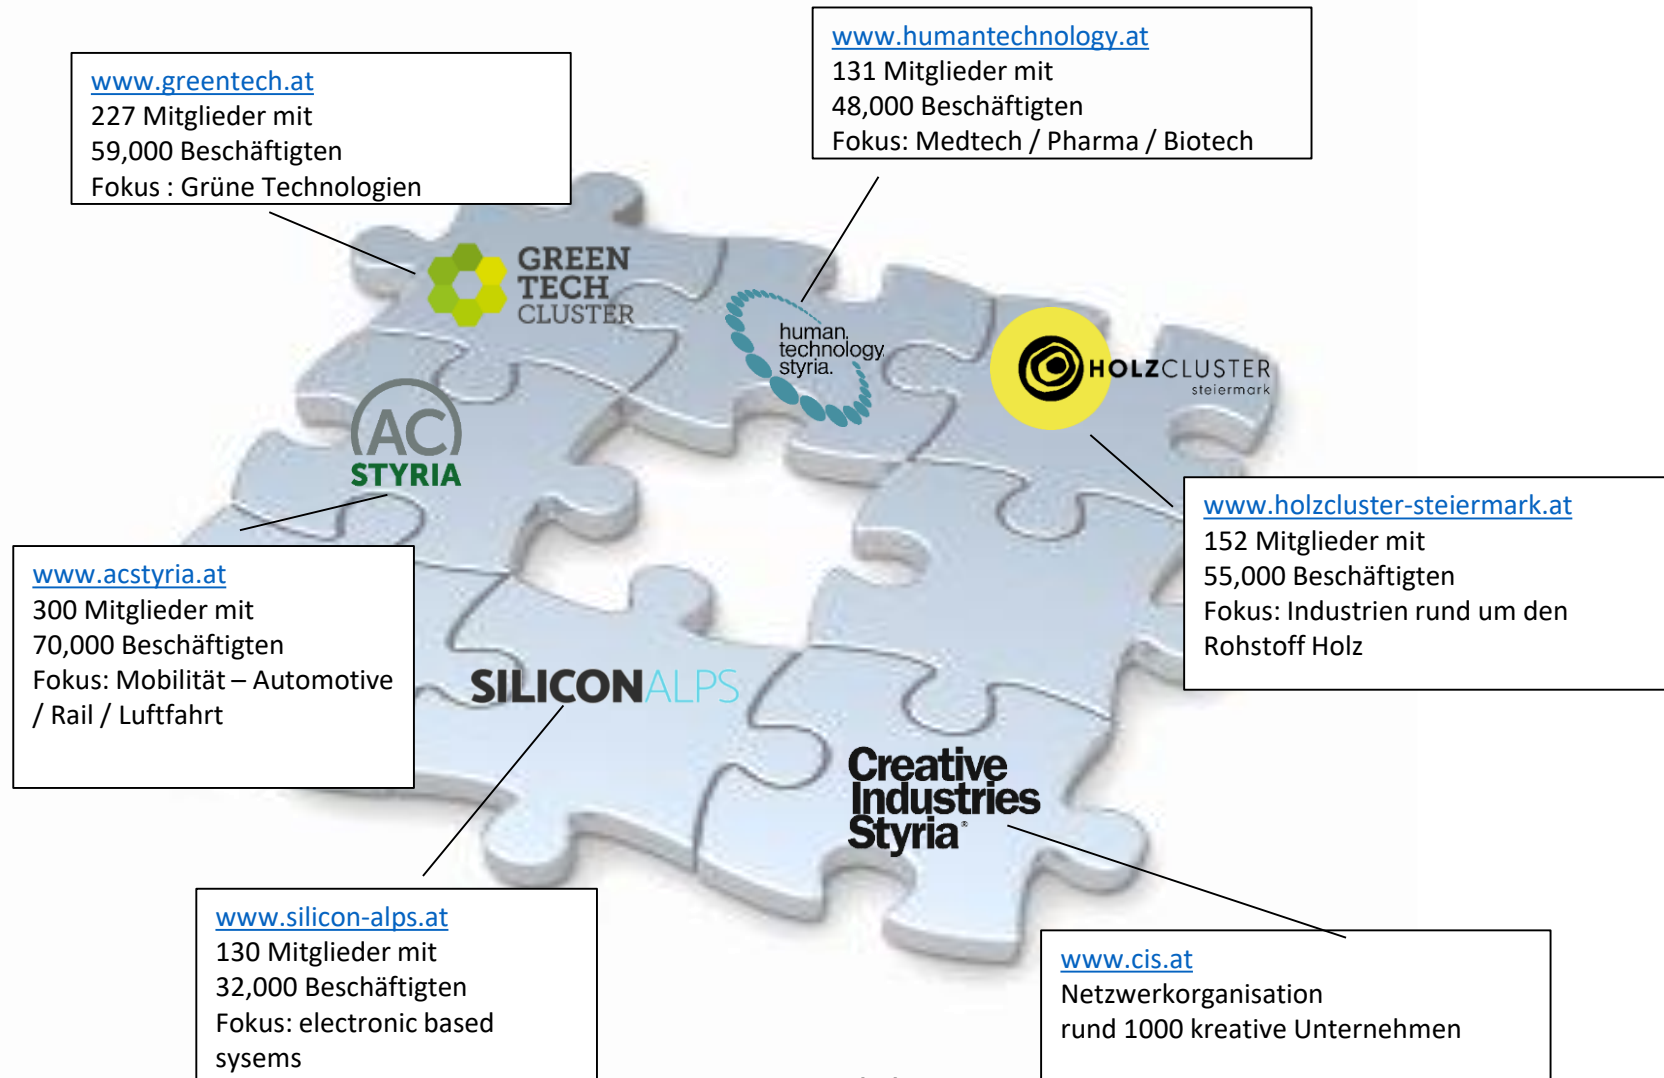 www.humantechnology.at
131 Mitglieder mit
48,000 Beschäftigten
Fokus: Medtech / Pharma / Biotech
www.greentech.at
227 Mitglieder mit
59,000 Beschäftigten
Fokus : Grüne Technologien
GREEN
TECH
CLUSTER
human.
technology.
styria.
HOLZCLUSTER
steiermark
AC
STYRIA
www.holzcluster-steiermark.at
152 Mitglieder mit
55,000 Beschäftigten
Fokus: Industrien rund um den
Rohstoff Holz
www.acstyria.at
300 Mitglieder mit
70,000 Beschäftigten
Fokus: Mobilität – Automotive
/ Rail / Luftfahrt
SILICONALPS
Creative
Industries
Styria®
www.silicon-alps.at
130 Mitglieder mit
32,000 Beschäftigten
Fokus: electronic based
sysems
www.cis.at
Netzwerkorganisation
rund 1000 kreative Unternehmen